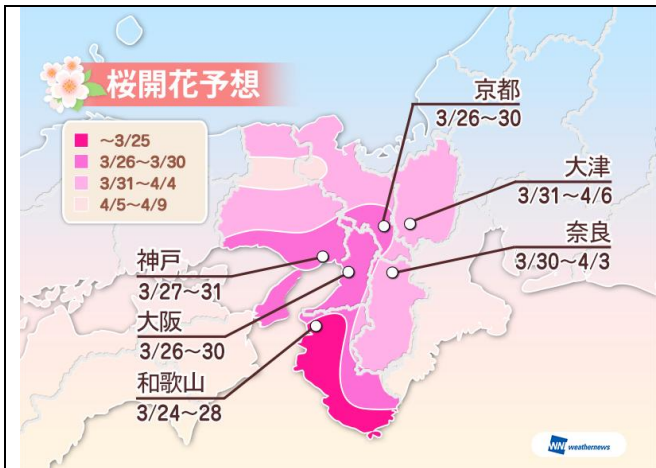 桜開花予想
～3/25
3/26～3/30
3/31～4/4
4/5～4/9
京都
3/26～30
大津
3/31～4/6
奈良
3/30～4/3
神戸
3/27～31
大阪
3/26～30
和歌山
3/24～28
WNI weathernews